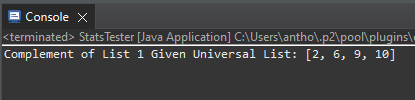 Console
<terminated> StatsTester [Java Application] C:\Users\antho\.p2\pool\plugins\
Complement of List 1 Given Universal List: [2, 6, 9, 10]